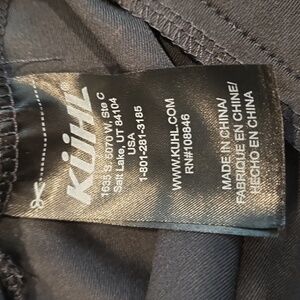 KÜHL
1635 S. 5070 W, Ste C
Salt Lake, UT 84104
USA
1-801-281-3185
WWW.KUHL.COM
RN#108846
MADE IN CHINA/
FABRIQUE EN CHINE/
HECHO EN CHINA